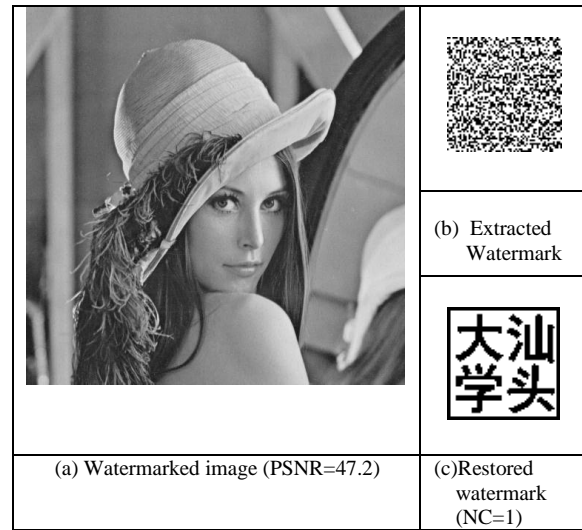 (b) Extracted
Watermark
大汕
学头
(a) Watermarked image (PSNR=47.2)
(c)Restored
watermark
(NC=1)